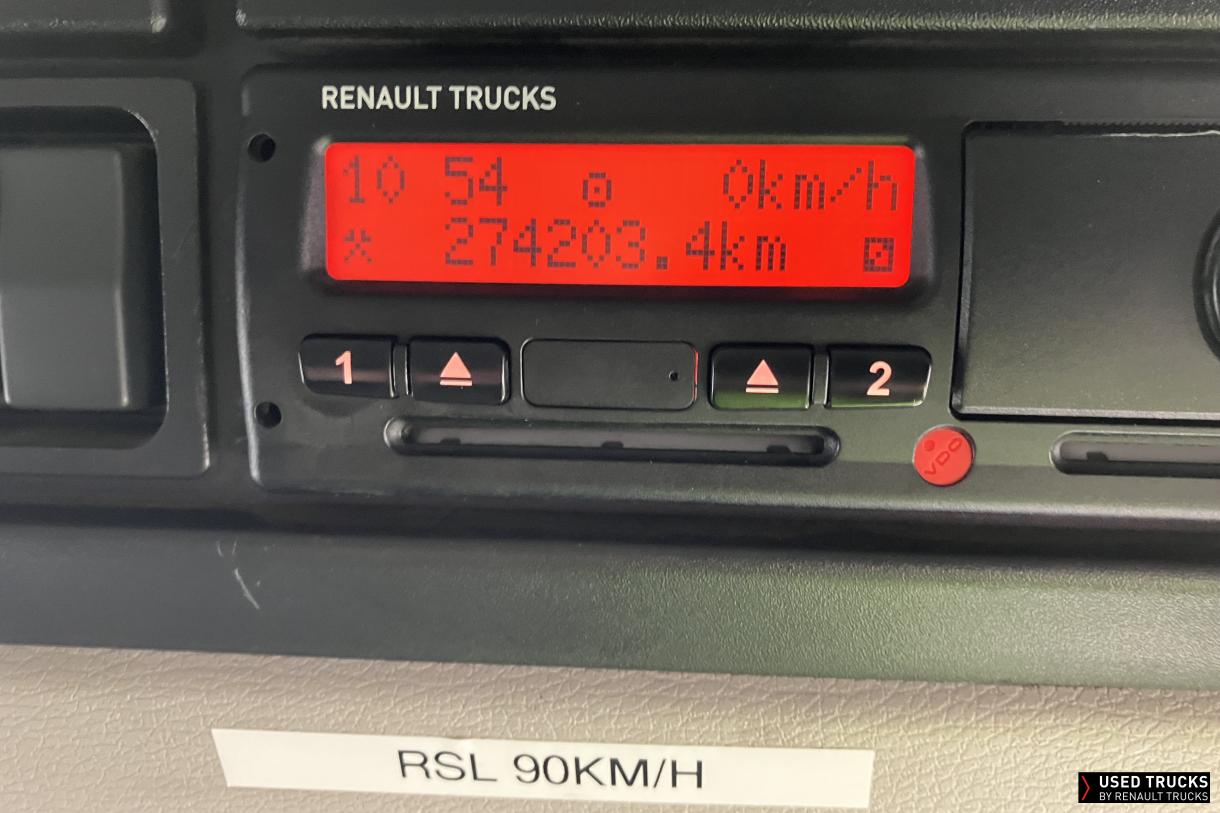 RENAULT TRUCKS
10 54 0km/h
274203.4km
1 2
VDO
RSL 90KM/H
USED TRUCKS
BY RENAULT TRUCKS